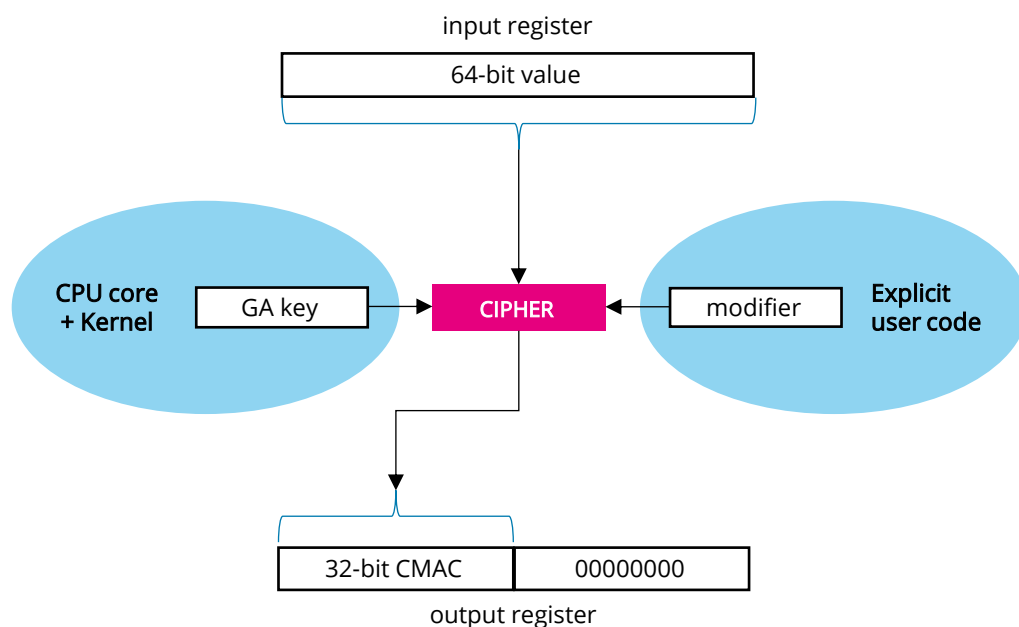 input register
64-bit value
CPU core
+ Kernel
GA key
CIPHER
modifier
Explicit
user code
32-bit CMAC
00000000
output register